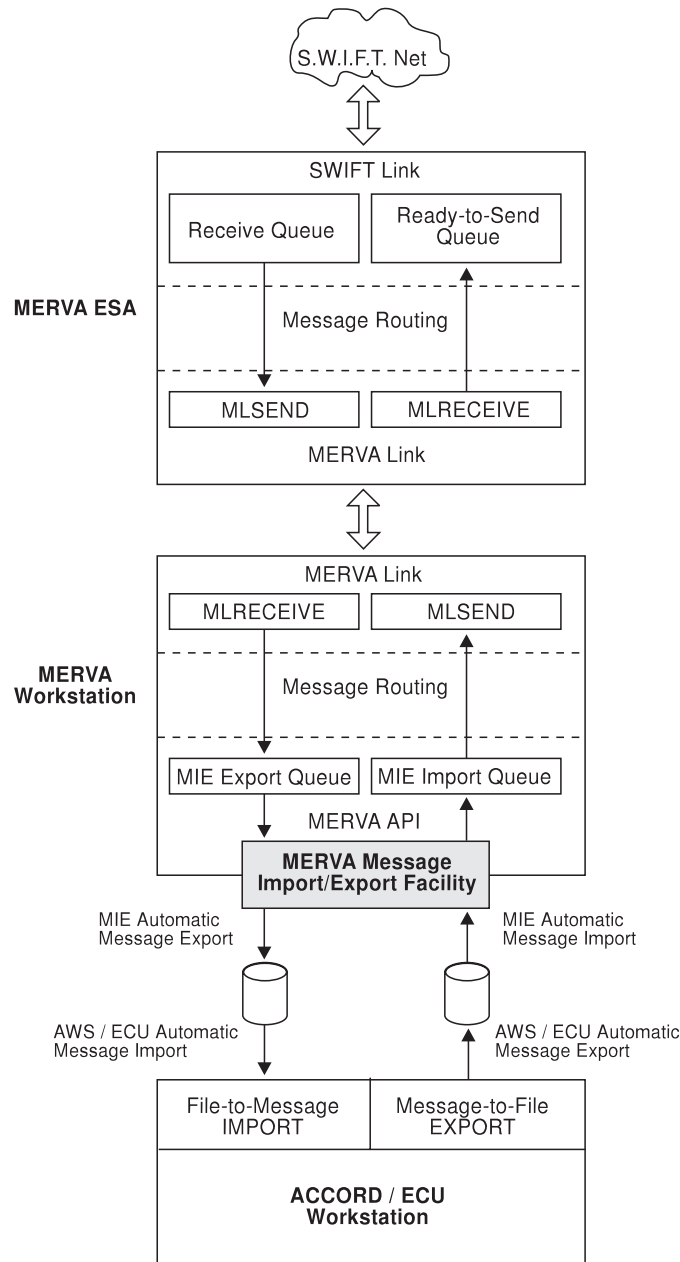 S.W.I.F.T. Net
SWIFT Link
Receive Queue
Ready-to-Send
Queue
MERVA ESA
Message Routing
MLSEND
MLRECEIVE
MERVA Link
MERVA Link
MLRECEIVE
MLSEND
MERVA
Workstation
Message Routing
MIE Export Queue
MIE Import Queue
MERVA API
MERVA Message
Import/Export Facility
MIE Automatic
Message Export
MIE Automatic
Message Import
AWS / ECU Automatic
Message Import
AWS / ECU Automatic
Message Export
File-to-Message
IMPORT
Message-to-File
EXPORT
ACCORD / ECU
Workstation